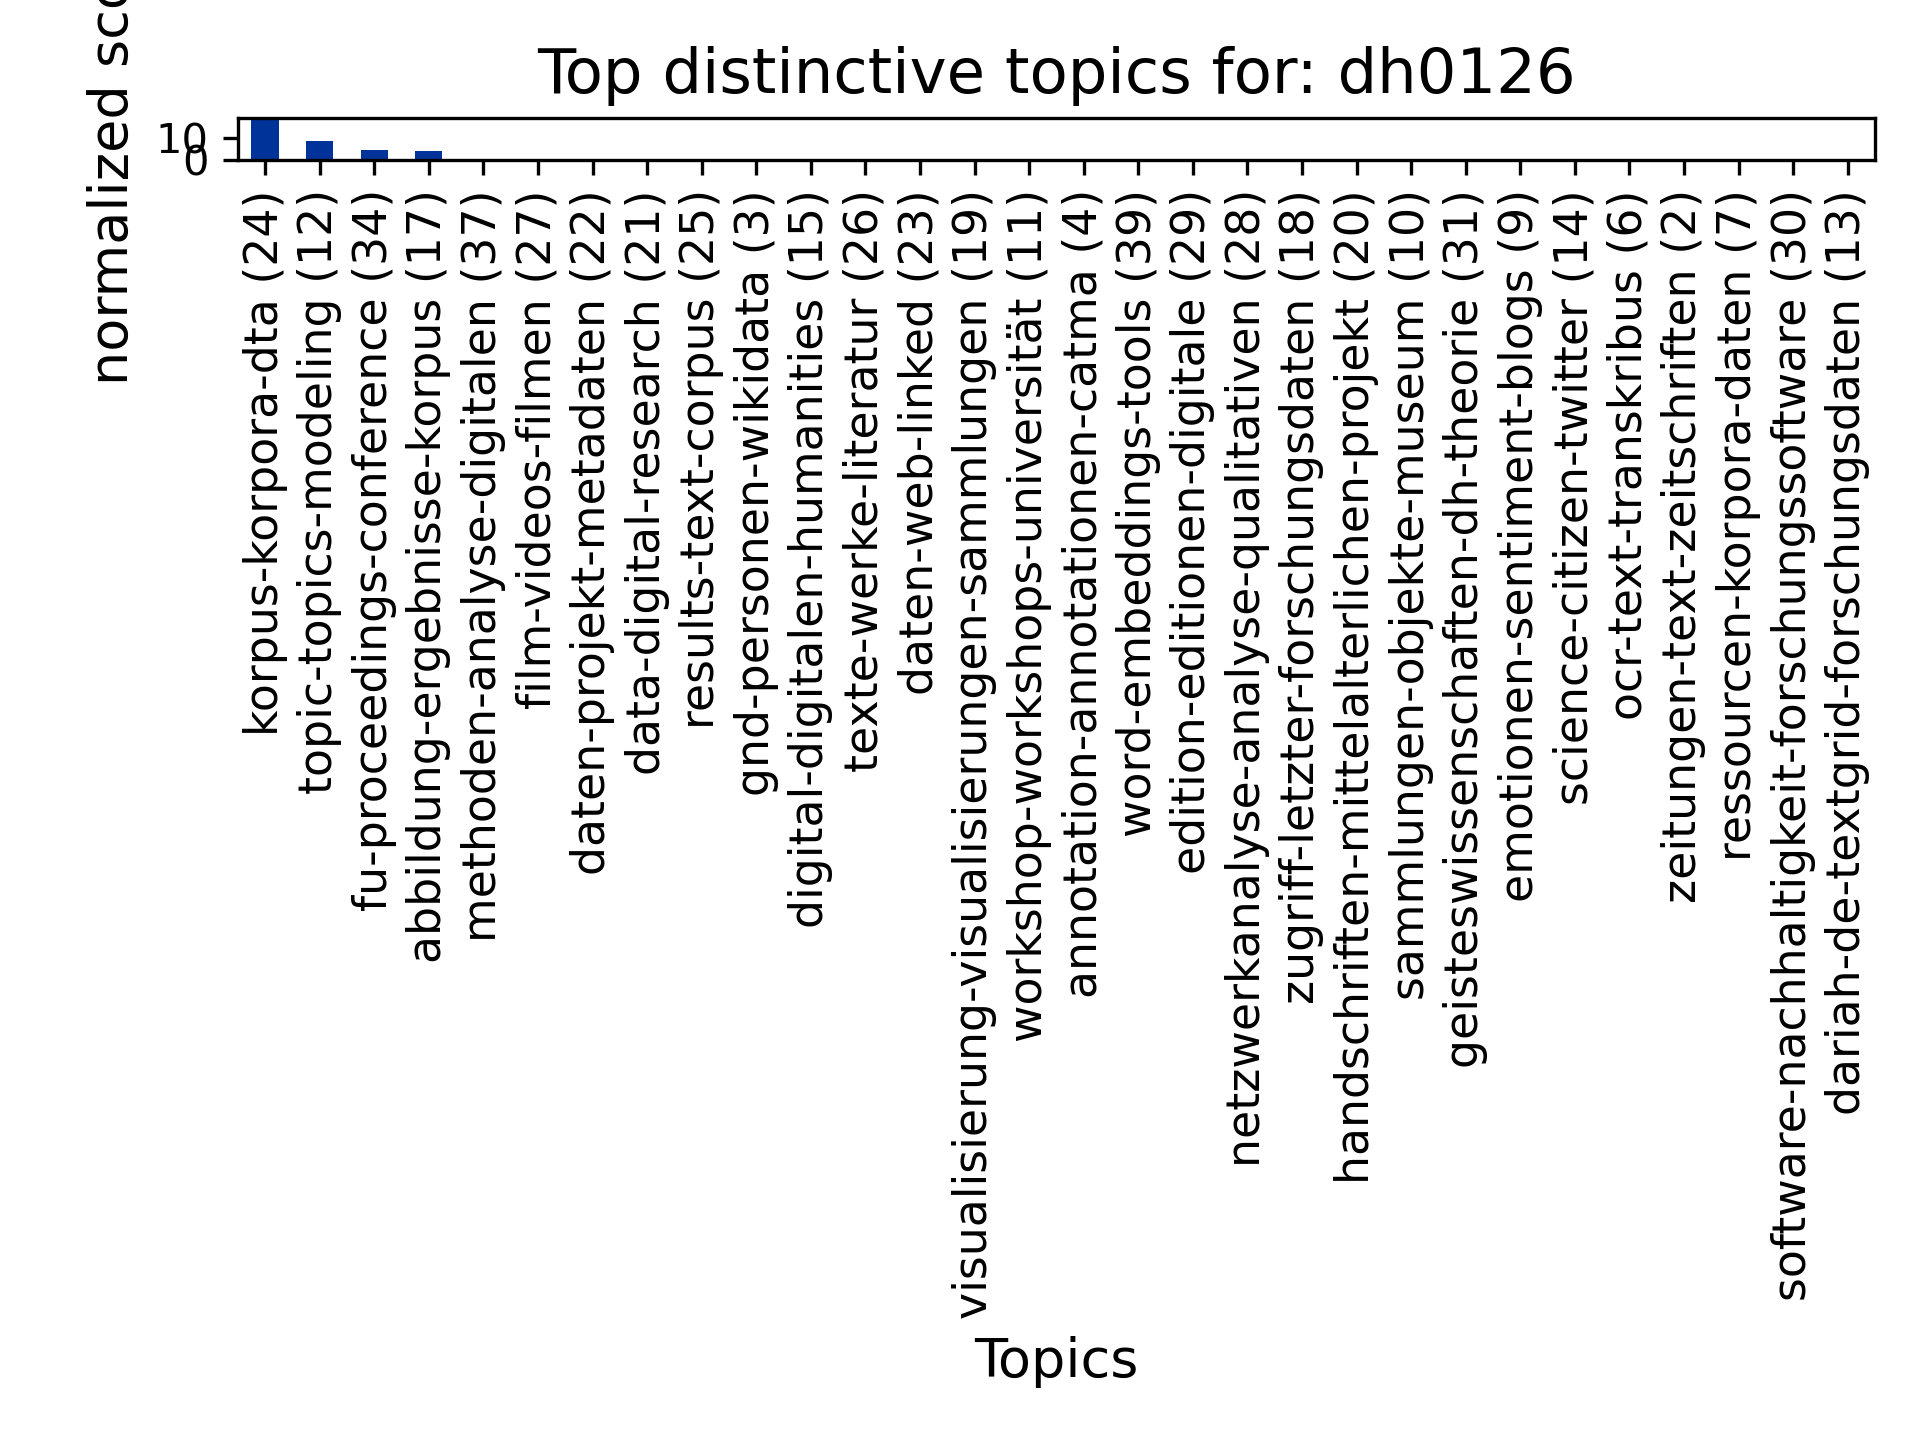 Top distinctive topics for: dh0126
normalized
10
0
korpus-korpora-dta (24)
topic-topics-modeling (12)
fu-proceedings-conference (34)
abbildung-ergebnisse-korpus (17)
methoden-analyse-digitalen (37)
film-videos-filmen (27)
daten-projekt-metadaten (22)
data-digital-research (21)
results-text-corpus (25)
gnd-personen-wikidata (3)
digital-digitalen-humanities (15)
texte-werke-literatur (26)
daten-web-linked (23)
visualisierung-visualisierungen-sammlungen (19)
workshop-workshops-universität (11)
annotation-annotationen-catma (4)
word-embeddings-tools (39)
edition-editionen-digitale (29)
netzwerkanalyse-analyse-qualitativen (28)
zugriff-letzter-forschungsdaten (18)
handschriften-mittelalterlichen-projekt (20)
sammlungen-objekte-museum (10)
geisteswissenschaften-dh-theorie (31)
emotionen-sentiment-blogs (9)
science-citizen-twitter (14)
ocr-text-transkribus (6)
zeitungen-text-zeitschriften (2)
ressourcen-korpora-daten (7)
software-nachhaltigkeit-forschungssoftware (30)
dariah-de-textgrid-forschungsdaten (13)
Topics